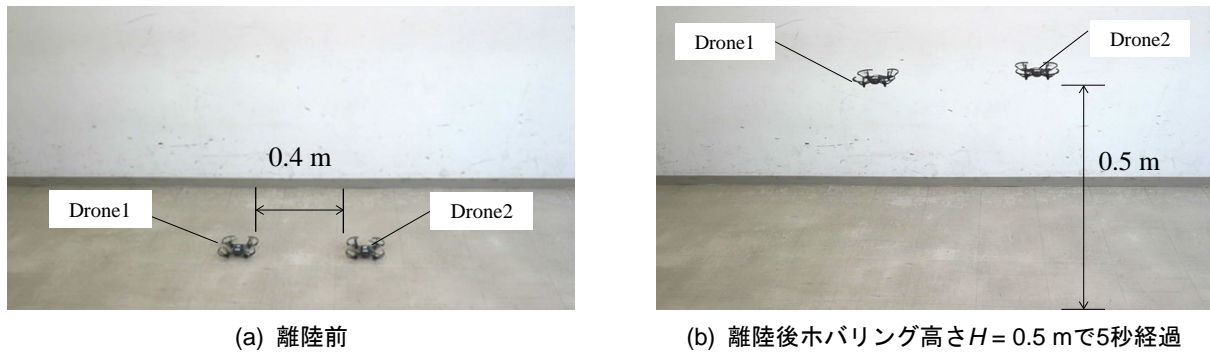 Drone1
0.4 m
Drone2
(a) 離陸前
Drone1
Drone2
0.5 m
(b) 離陸後ホバリング高さH = 0.5 mで5秒経過